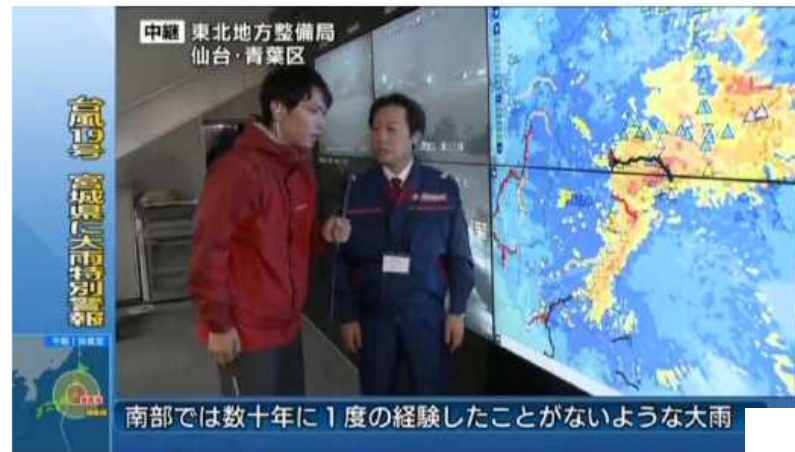 中継 東北地方整備局
仙台・青葉区
台風19号 宮城県に大雨特別警報
南部では数十年に1度の経験したことがないような大雨